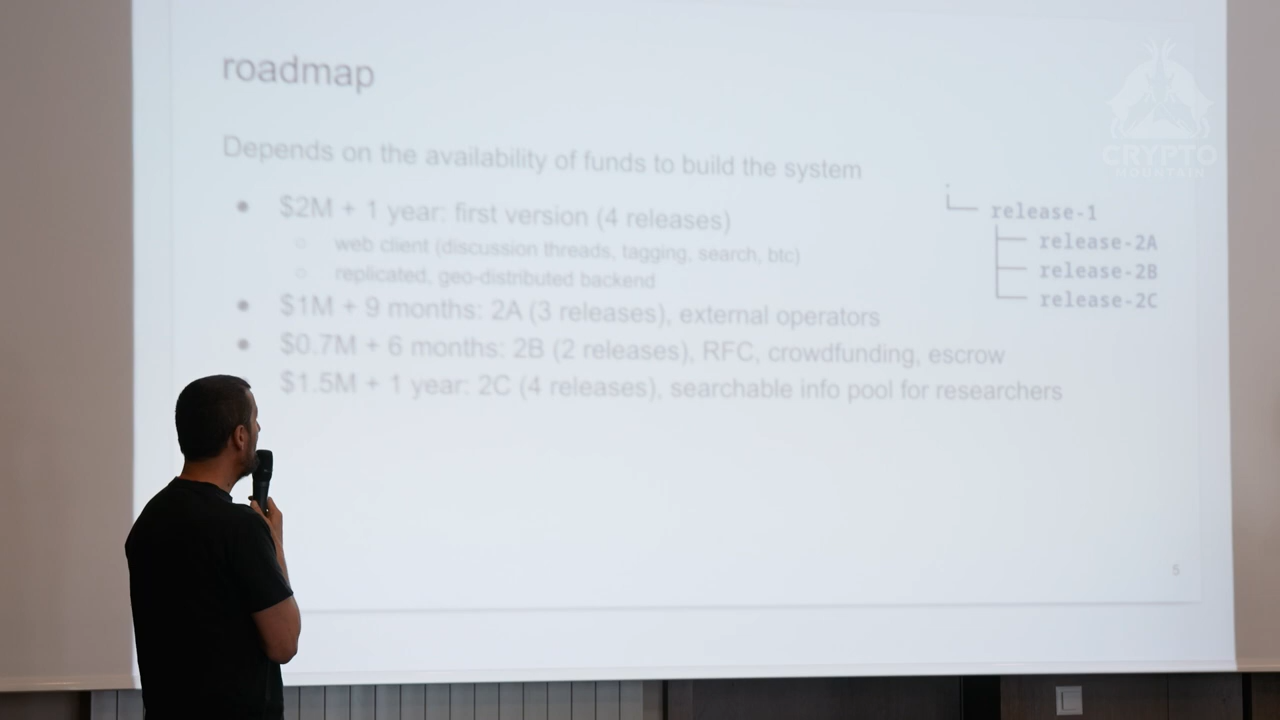 roadmap
Depends on the availability of funds to build the system
● $2M + 1 year: first version (4 releases)
○ web client (discussion threads, tagging, search, btc)
○ replicated, geo-distributed backend
● $1M + 9 months: 2A (3 releases), external operators
● $0.7M + 6 months: 2B (2 releases), RFC, crowdfunding, escrow
$1.5M + 1 year: 2C (4 releases), searchable info pool for researchers
.
└── release-1
├── release-2A
├── release-2B
└── release-2C
5
CRYPTO
MOUNTAIN